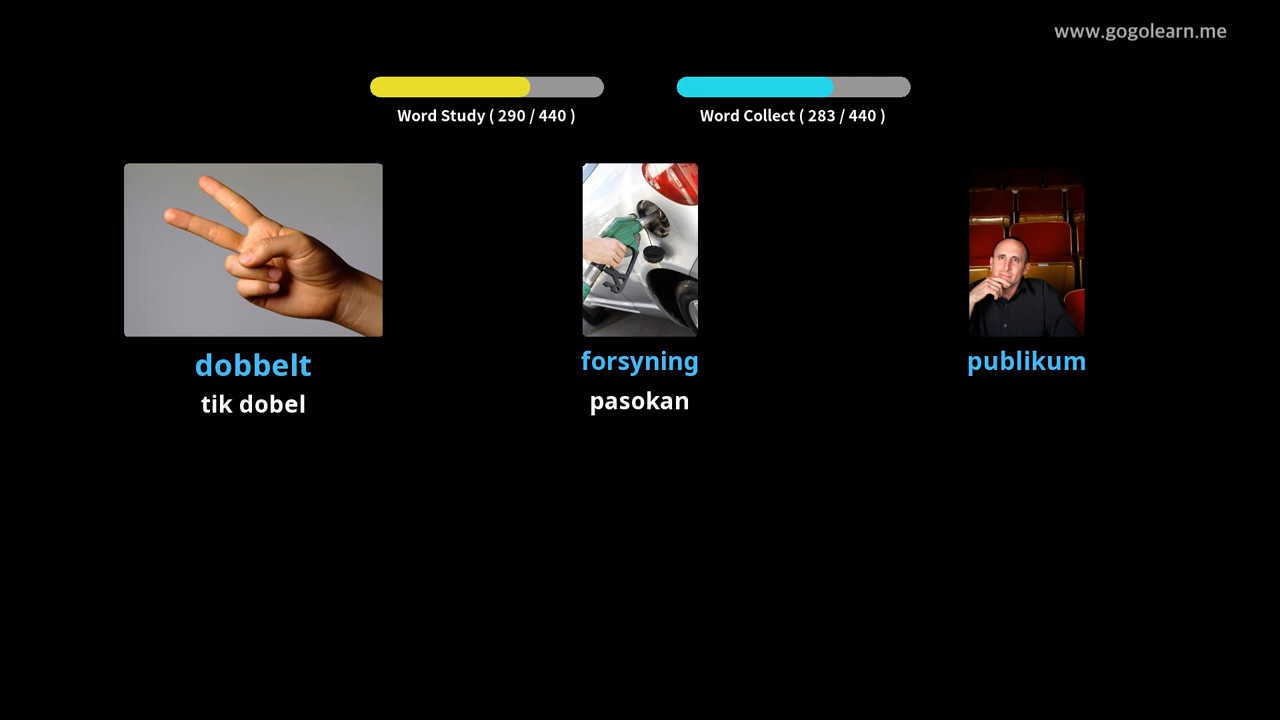 www.gogolearn.me
Word Study ( 290 / 440 )
Word Collect ( 283 / 440 )
dobbelt
tik dobel
forsyning
pasokan
publikum